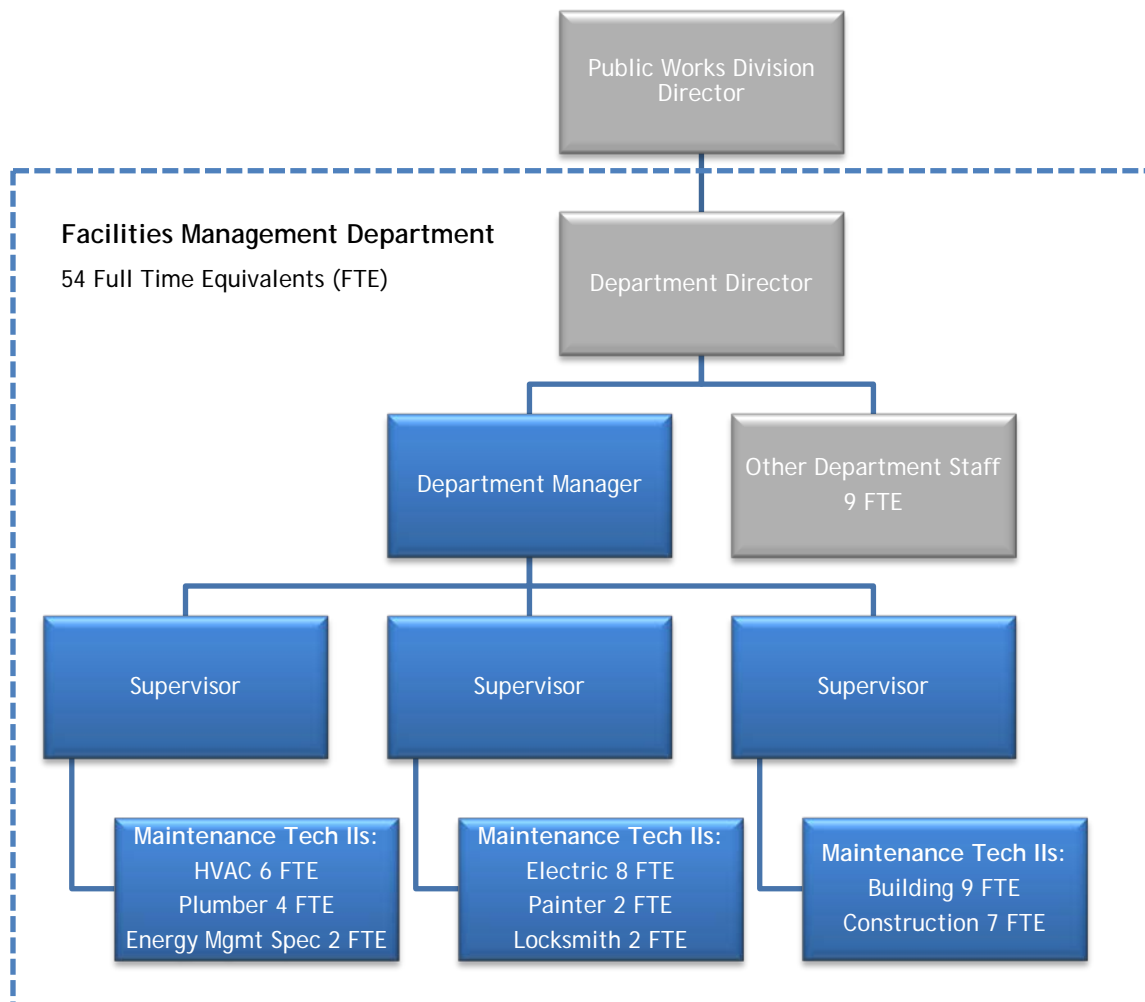 Public Works Division
Director
Facilities Management Department
54 Full Time Equivalents (FTE)
Department Director
Department Manager
Other Department Staff
9 FTE
Supervisor
Supervisor
Supervisor
Maintenance Tech IIs:
HVAC 6 FTE
Plumber 4 FTE
Energy Mgmt Spec 2 FTE
Maintenance Tech IIs:
Electric 8 FTE
Painter 2 FTE
Locksmith 2 FTE
Maintenance Tech IIs:
Building 9 FTE
Construction 7 FTE